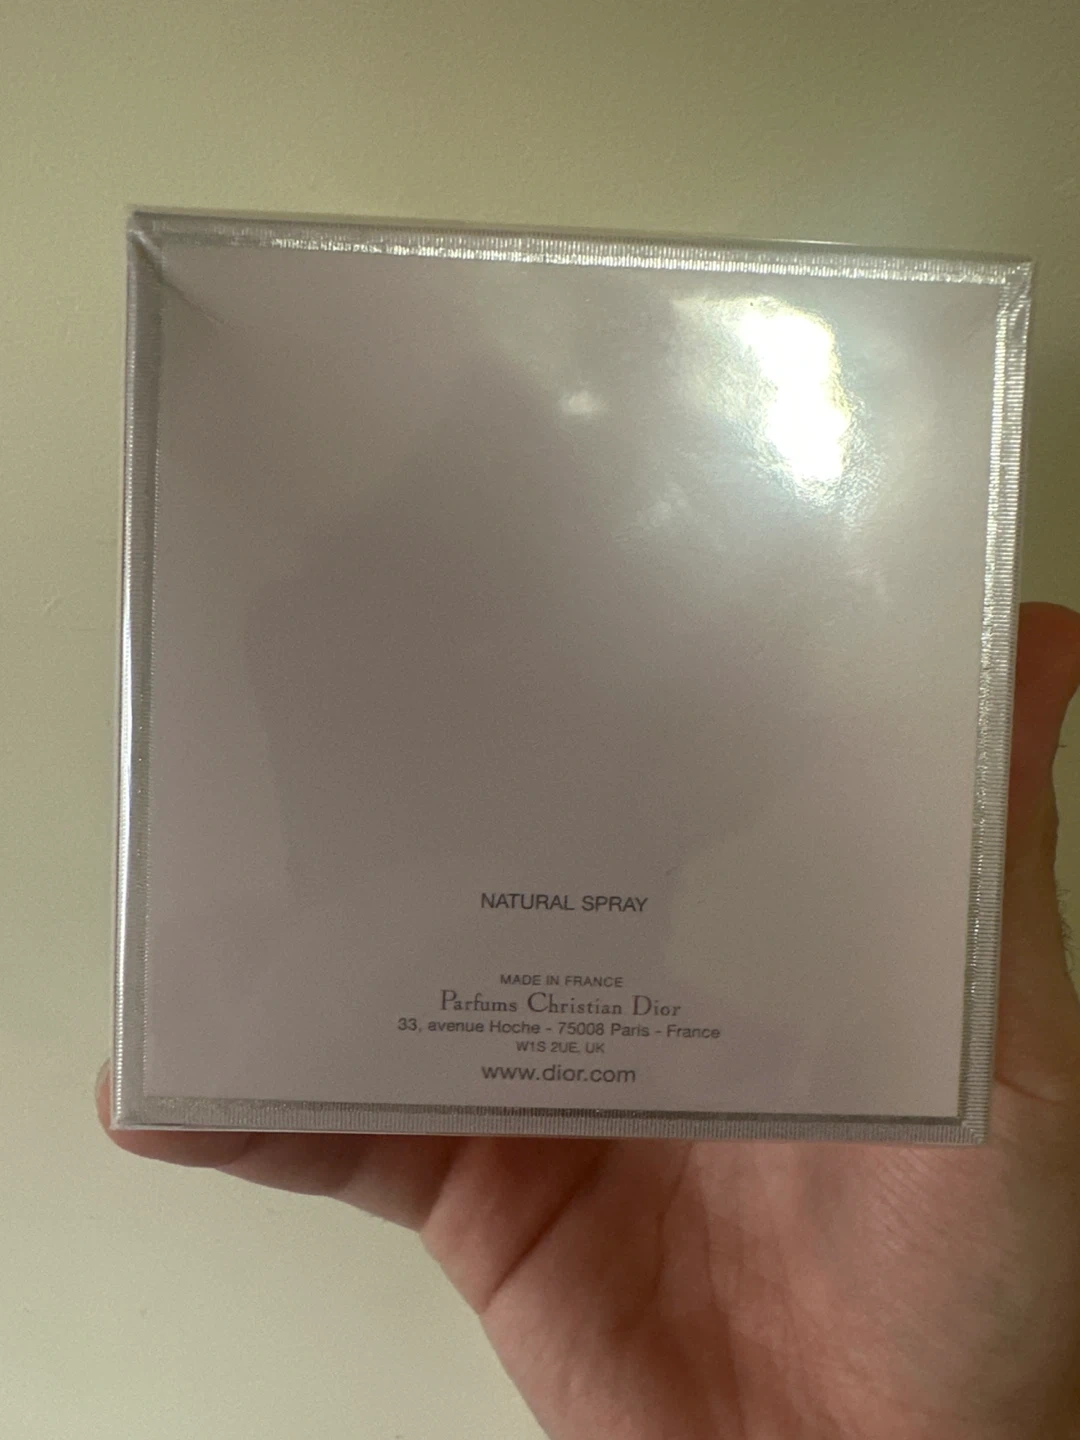 NATURAL SPRAY
MADE IN FRANCE
Parfums Christian Dior
33, avenue Hoche - 75008 Paris - France
W1S 2UE, UK
www.dior.com